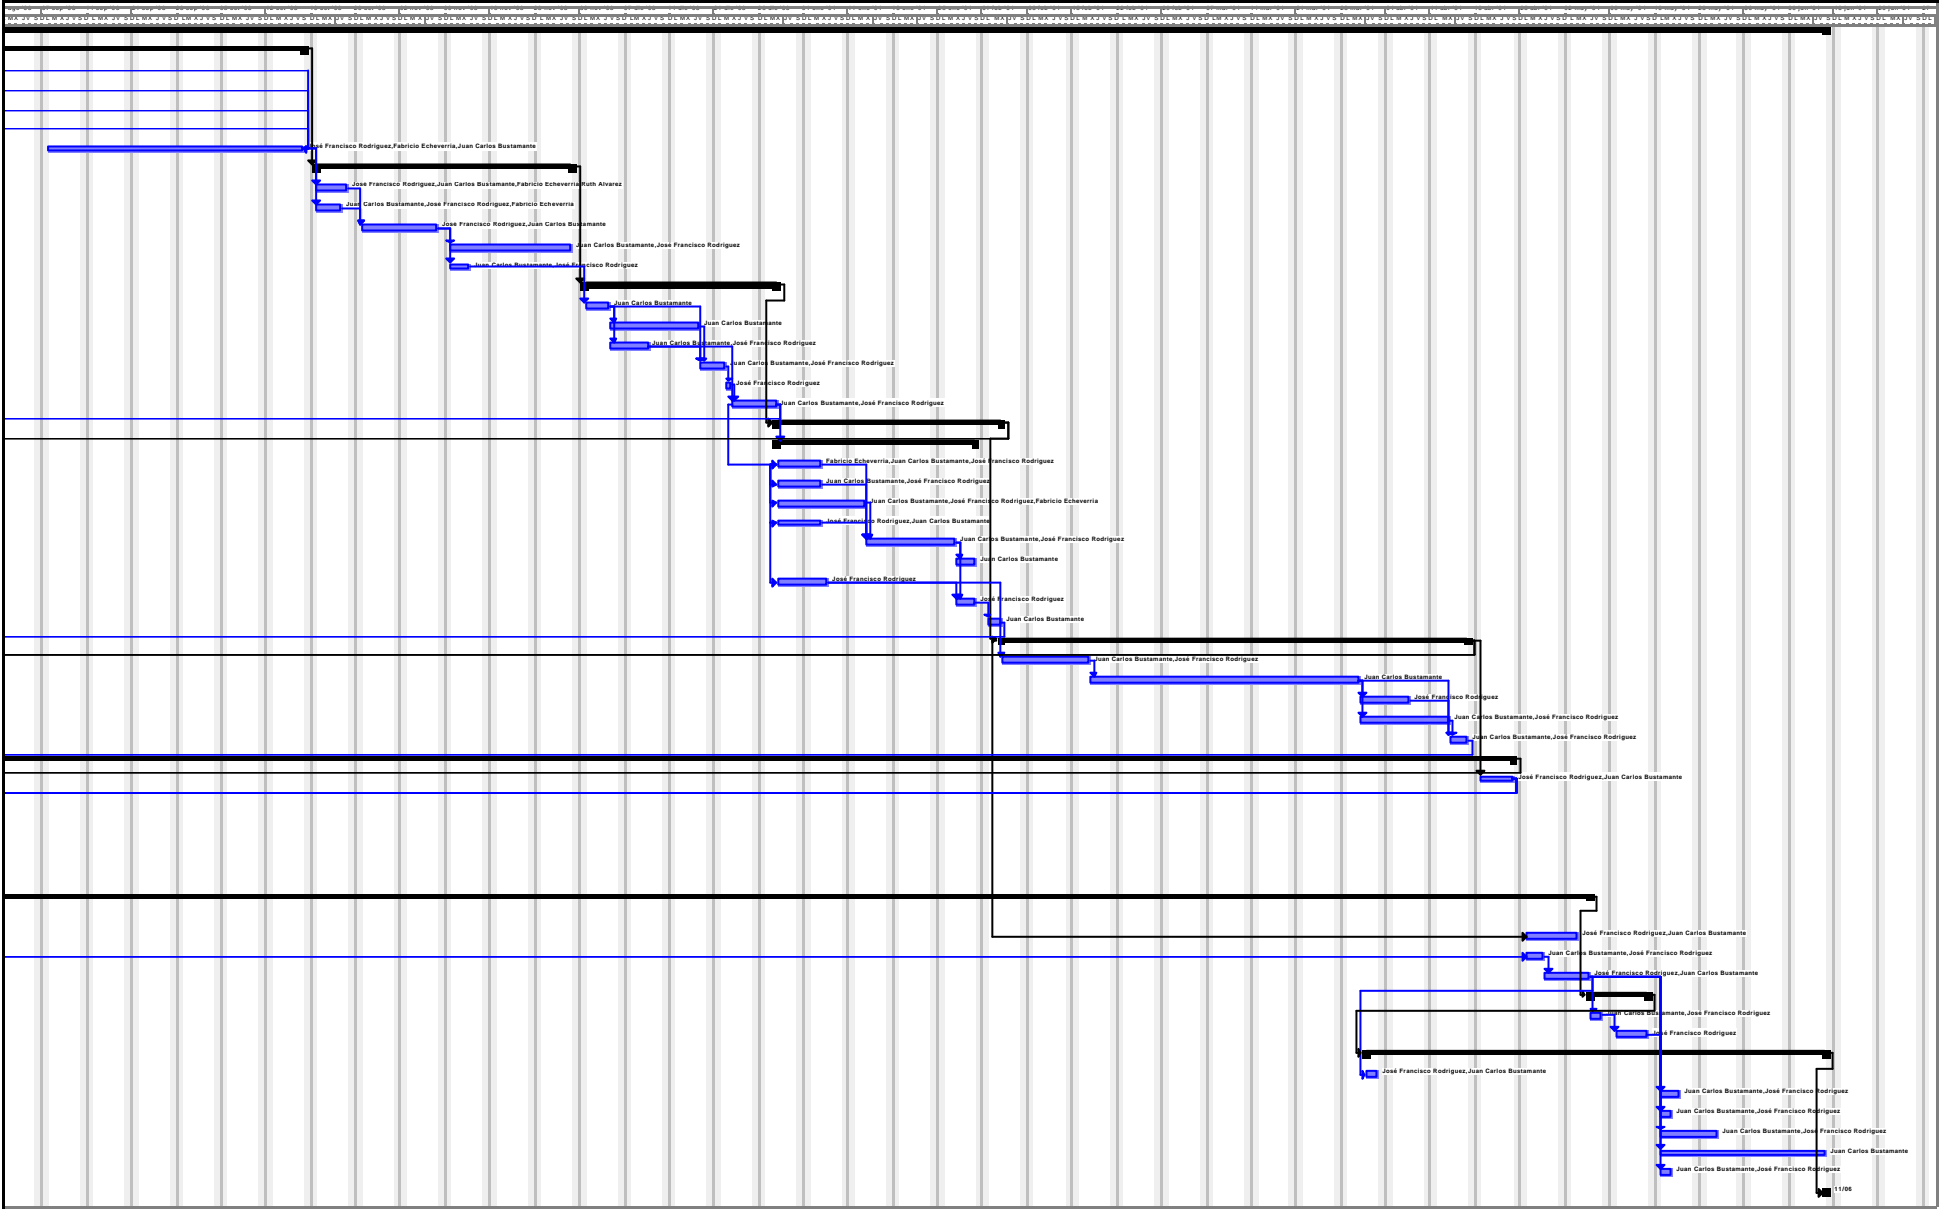 José Francisco Rodriguez,Fabricio Echeverria,Juan Carlos Bustamante
José Francisco Rodriguez,Juan Carlos Bustamante,Fabricio Echeverria,Ruth Alvarez
Juan Carlos Bustamante,José Francisco Rodriguez,Fabricio Echeverria
José Francisco Rodriguez,Juan Carlos Bustamante
Juan Carlos Bustamante,José Francisco Rodriguez
Juan Carlos Bustamante,José Francisco Rodriguez
Juan Carlos Bustamante
Juan Carlos Bustamante
Juan Carlos Bustamante,José Francisco Rodriguez
Juan Carlos Bustamante,José Francisco Rodriguez
José Francisco Rodriguez
Juan Carlos Bustamante,José Francisco Rodriguez
Fabricio Echeverria,Juan Carlos Bustamante,José Francisco Rodriguez
Juan Carlos Bustamante,José Francisco Rodriguez
Juan Carlos Bustamante,José Francisco Rodriguez,Fabricio Echeverria
José Francisco Rodriguez,Juan Carlos Bustamante
Juan Carlos Bustamante,José Francisco Rodriguez
Juan Carlos Bustamante
José Francisco Rodriguez
José Francisco Rodriguez
Juan Carlos Bustamante
Juan Carlos Bustamante,José Francisco Rodriguez
Juan Carlos Bustamante
José Francisco Rodriguez
Juan Carlos Bustamante,José Francisco Rodriguez
Juan Carlos Bustamante,José Francisco Rodriguez
José Francisco Rodriguez,Juan Carlos Bustamante
José Francisco Rodriguez,Juan Carlos Bustamante
Juan Carlos Bustamante,José Francisco Rodriguez
José Francisco Rodriguez,Juan Carlos Bustamante
Juan Carlos Bustamante,José Francisco Rodriguez
José Francisco Rodriguez
José Francisco Rodriguez,Juan Carlos Bustamante
Juan Carlos Bustamante,José Francisco Rodriguez
Juan Carlos Bustamante,José Francisco Rodriguez
Juan Carlos Bustamante,José Francisco Rodriguez
Juan Carlos Bustamante
Juan Carlos Bustamante,José Francisco Rodriguez
11/06